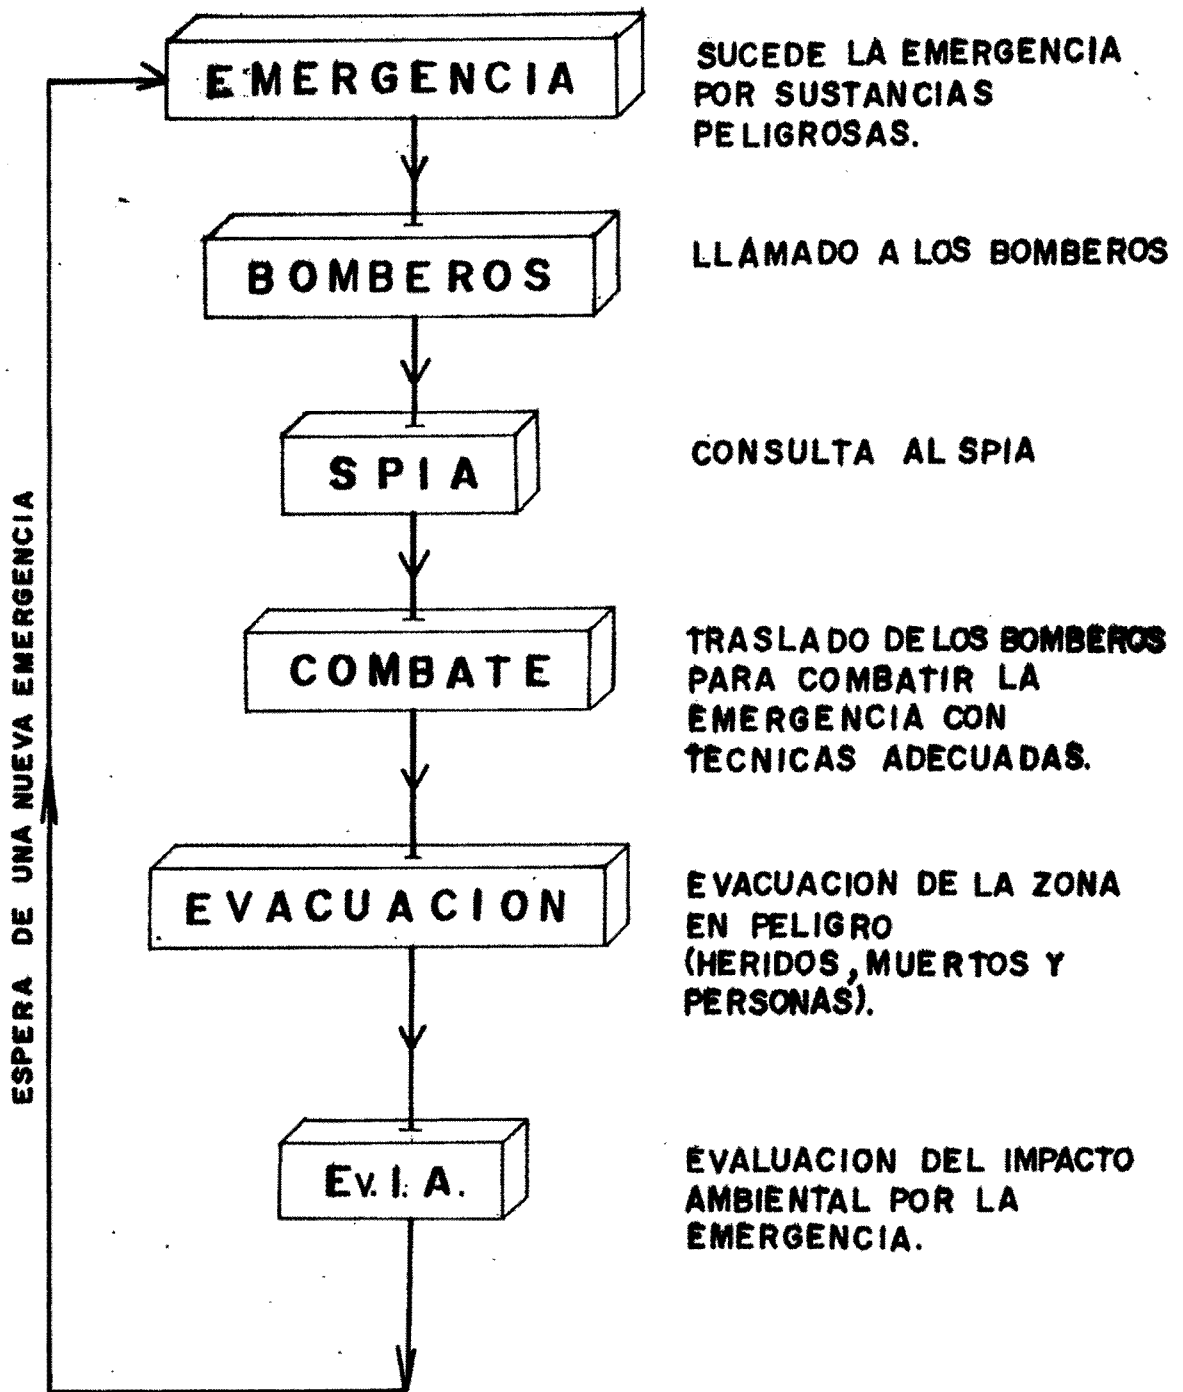 EMERGENCIA
SUCEDE LA EMERGENCIA
POR SUSTANCIAS
PELIGROSAS.
BOMBEROS
LLAMADO A LOS BOMBEROS
SPIA
CONSULTA AL SPIA
COMBATE
TRASLADO DE LOS BOMBEROS
PARA COMBATIR LA
EMERGENCIA CON
TECNICAS ADECUADAS.
EVACUACION
EVACUACION DE LA ZONA
EN PELIGRO
(HERIDOS, MUERTOS Y
PERSONAS).
Ev. I. A.
EVALUACION DEL IMPACTO
AMBIENTAL POR LA
EMERGENCIA.
ESPERA DE UNA NUEVA EMERGENCIA